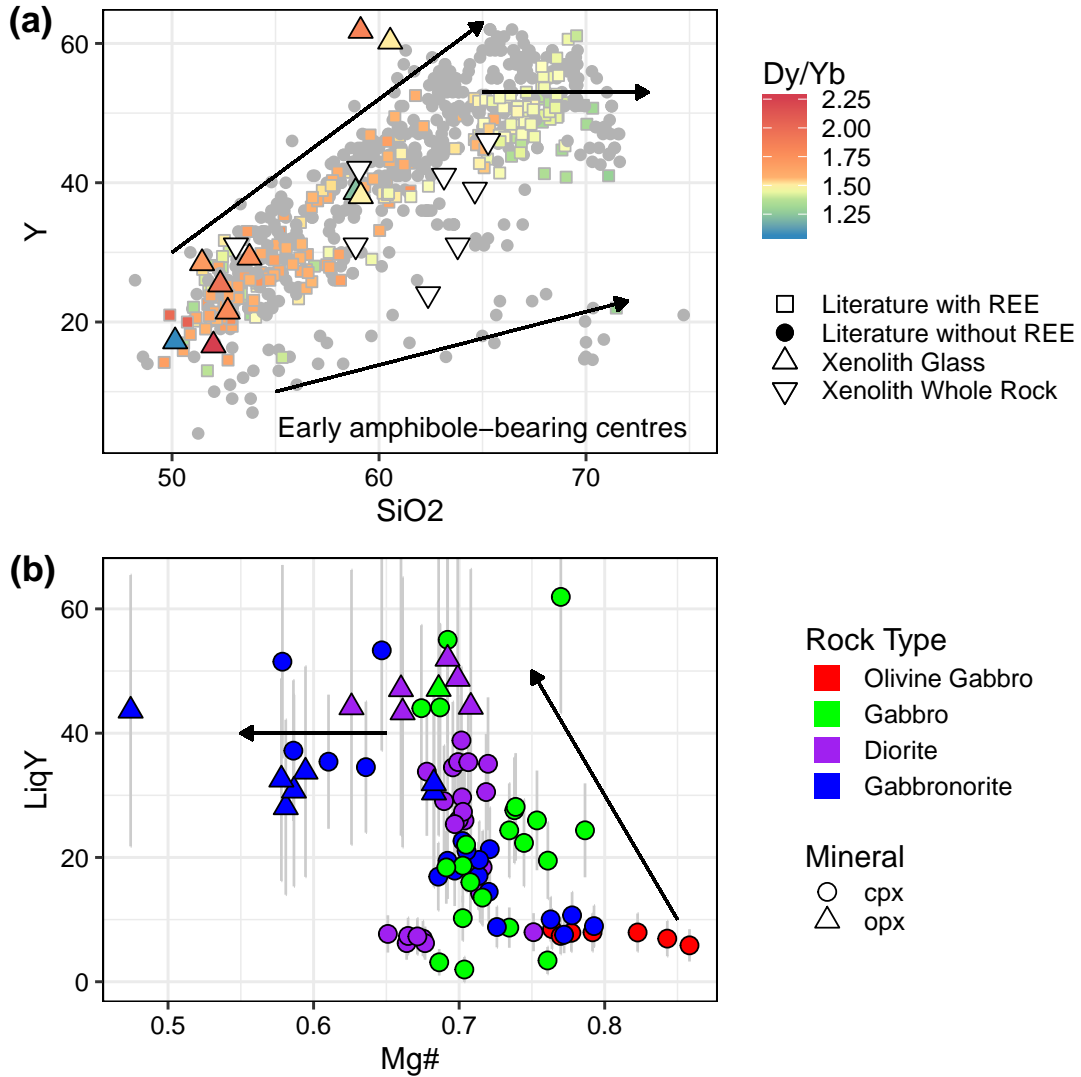 (a)
60
40
20
Y
50
60
70
SiO2
Early amphibole−bearing centres
Dy/Yb
2.25
2.00
1.75
1.50
1.25
Literature with REE
Literature without REE
Xenolith Glass
Xenolith Whole Rock
(b)
60
40
20
0
LiqY
0.5
0.6
0.7
0.8
Mg#
Rock Type
Olivine Gabbro
Gabbro
Diorite
Gabbronorite
Mineral
cpx
opx